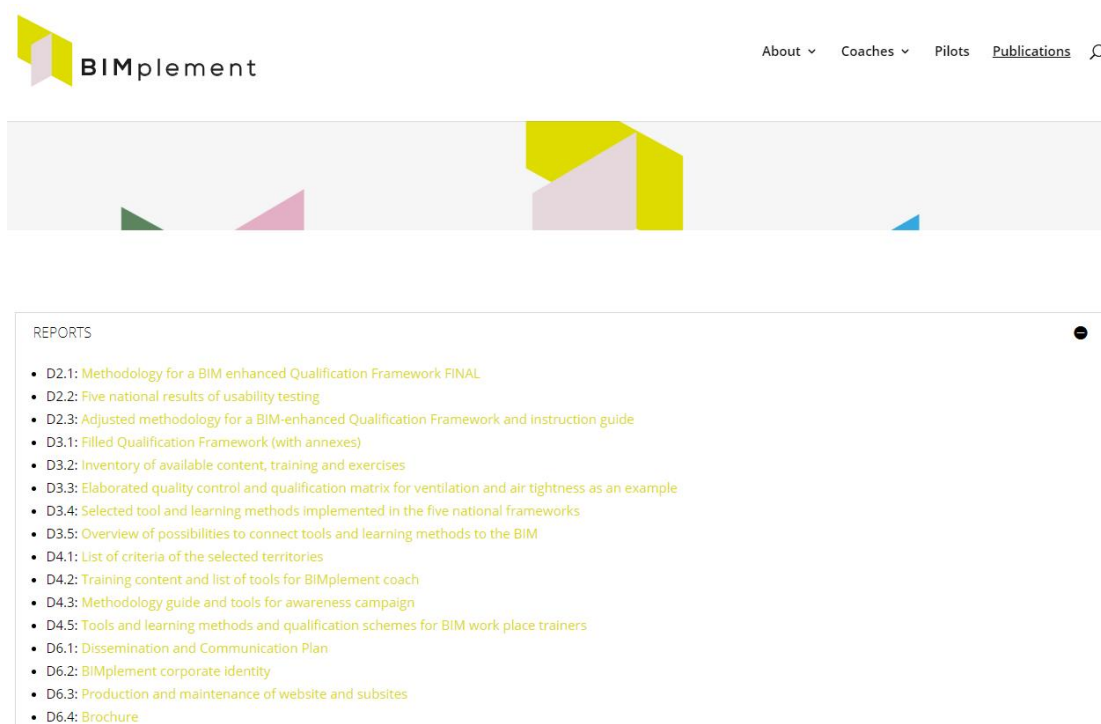 BIMplement
About Coaches Pilots Publications
REPORTS
D2.1: Methodology for a BIM enhanced Qualification Framework FINAL
D2.2: Five national results of usability testing
D2.3: Adjusted methodology for a BIM-enhanced Qualification Framework and instruction guide
D3.1: Filled Qualification Framework (with annexes)
D3.2: Inventory of available content, training and exercises
D3.3: Elaborated quality control and qualification matrix for ventilation and air tightness as an example
D3.4: Selected tool and learning methods implemented in the five national frameworks
D3.5: Overview of possibilities to connect tools and learning methods to the BIM
D4.1: List of criteria of the selected territories
D4.2: Training content and list of tools for BIMplement coach
D4.3: Methodology guide and tools for awareness campaign
D4.5: Tools and learning methods and qualification schemes for BIM work place trainers
D6.1: Dissemination and Communication Plan
D6.2: BIMplement corporate identity
D6.3: Production and maintenance of website and subsites
D6.4: Brochure